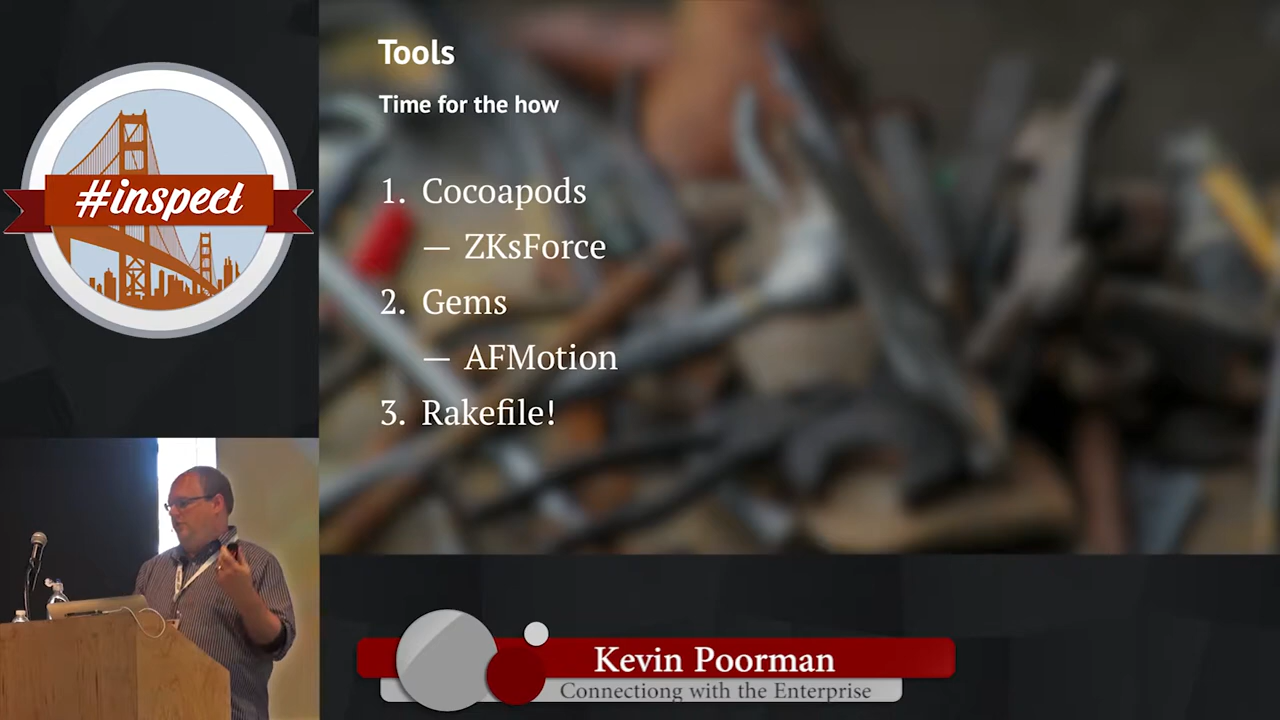 #inspect
Tools
Time for the how
1. Cocoapods
— ZKsForce
2. Gems
— AFMotion
3. Rakefile!
Kevin Poorman
Connectiong with the Enterprise